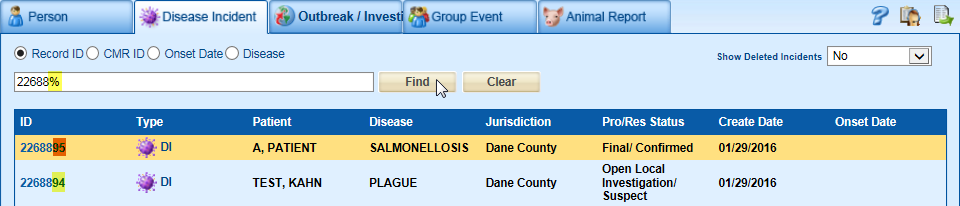 Person Disease Incident Outbreak / Investi Group Event Animal Report
Record ID CMR ID Onset Date Disease Show Deleted Incidents No
22688% Find Clear
ID Type Patient Disease Jurisdiction Pro/Res Status Create Date Onset Date
2268895 DI A, PATIENT SALMONELLOSIS Dane County Final/ Confirmed 01/29/2016
2268894 DI TEST, KAHN PLAGUE Dane County Open Local Investigation/ Suspect 01/29/2016